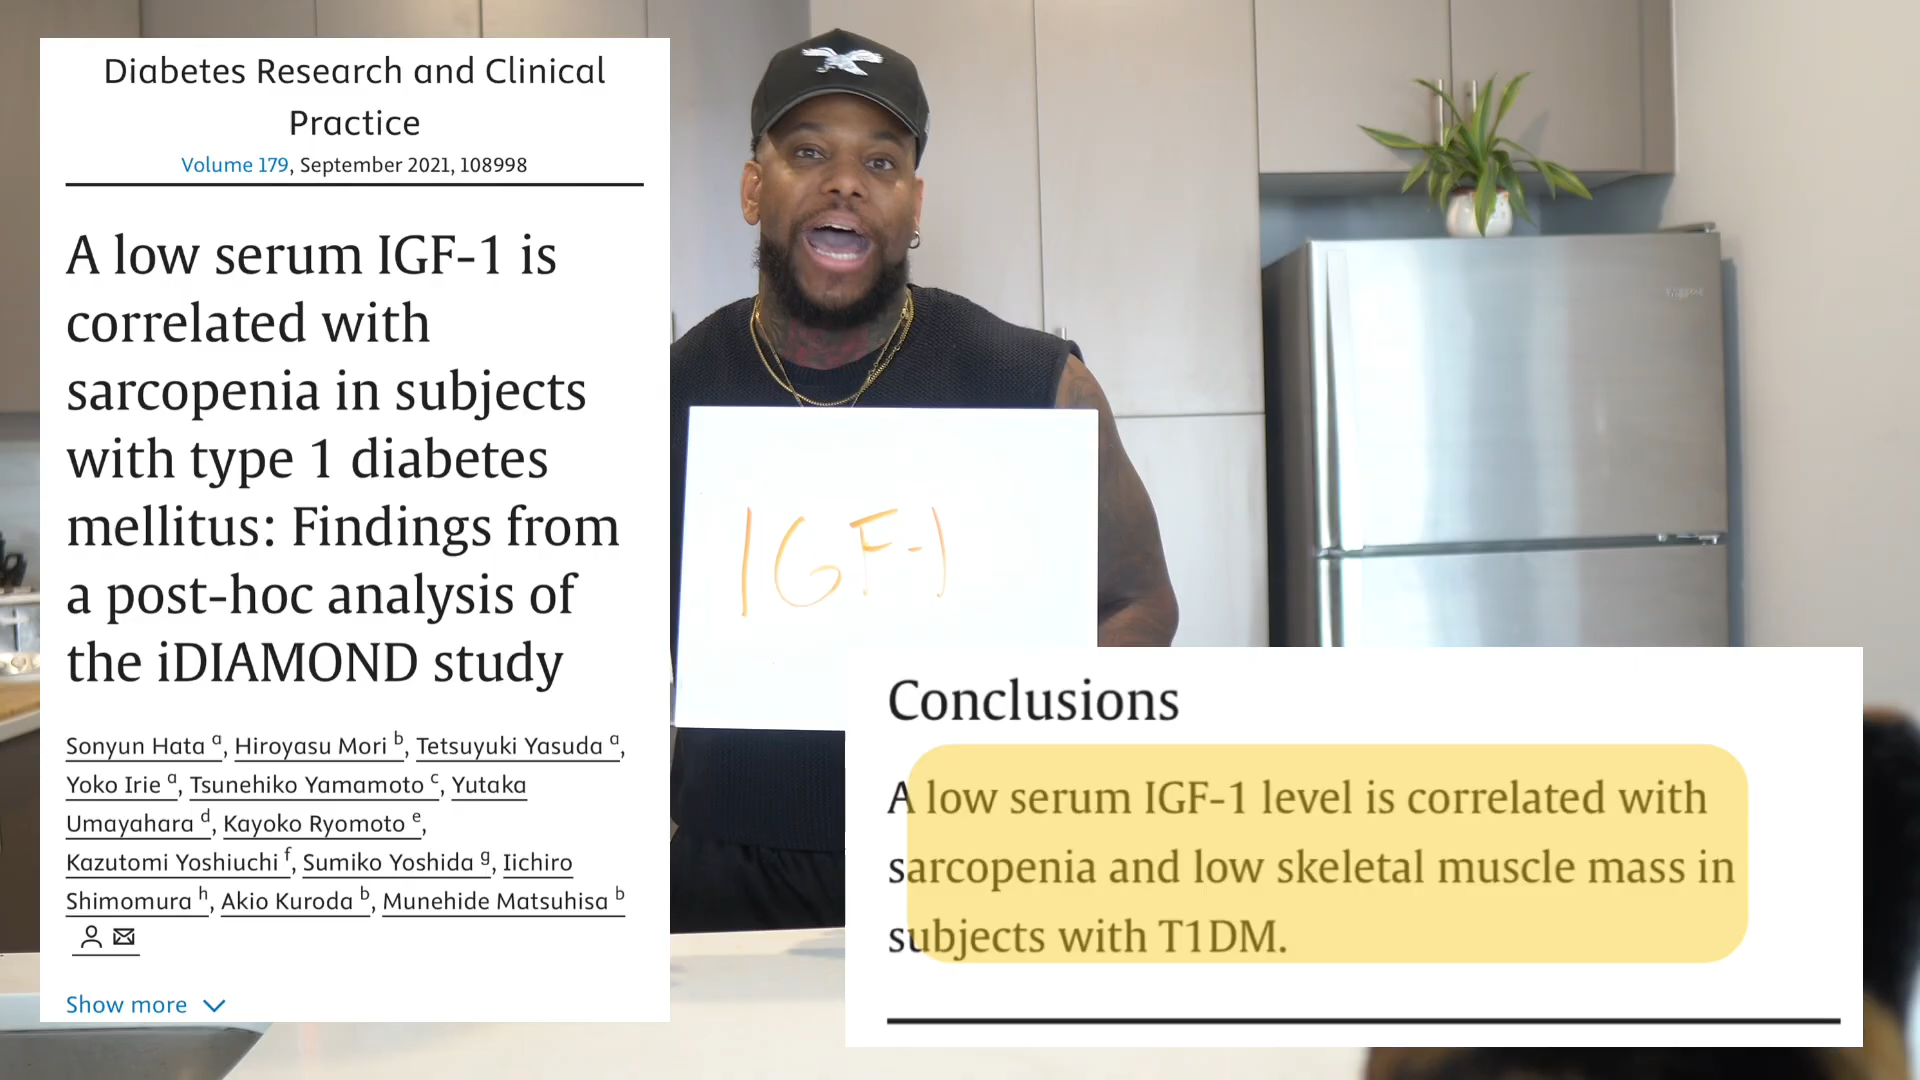 Diabetes Research and Clinical
Practice
Volume 179, September 2021, 108998
A low serum IGF-1 is
correlated with
sarcopenia in subjects
with type 1 diabetes
mellitus: Findings from
a post-hoc analysis of
the iDIAMOND study
Sonyun Hata a, Hiroyasu Mori b, Tetsuyuki Yasuda a,
Yoko Irie a, Tsunehiko Yamamoto c, Yutaka
Umayahara d, Kayoko Ryomoto e,
Kazutomi Yoshiuchi f, Sumiko Yoshida g, Iichiro
Shimomura h, Akio Kuroda b, Munehide Matsuhisa b
Show more
IGF-1
Conclusions
A low serum IGF-1 level is correlated with
sarcopenia and low skeletal muscle mass in
subjects with T1DM.